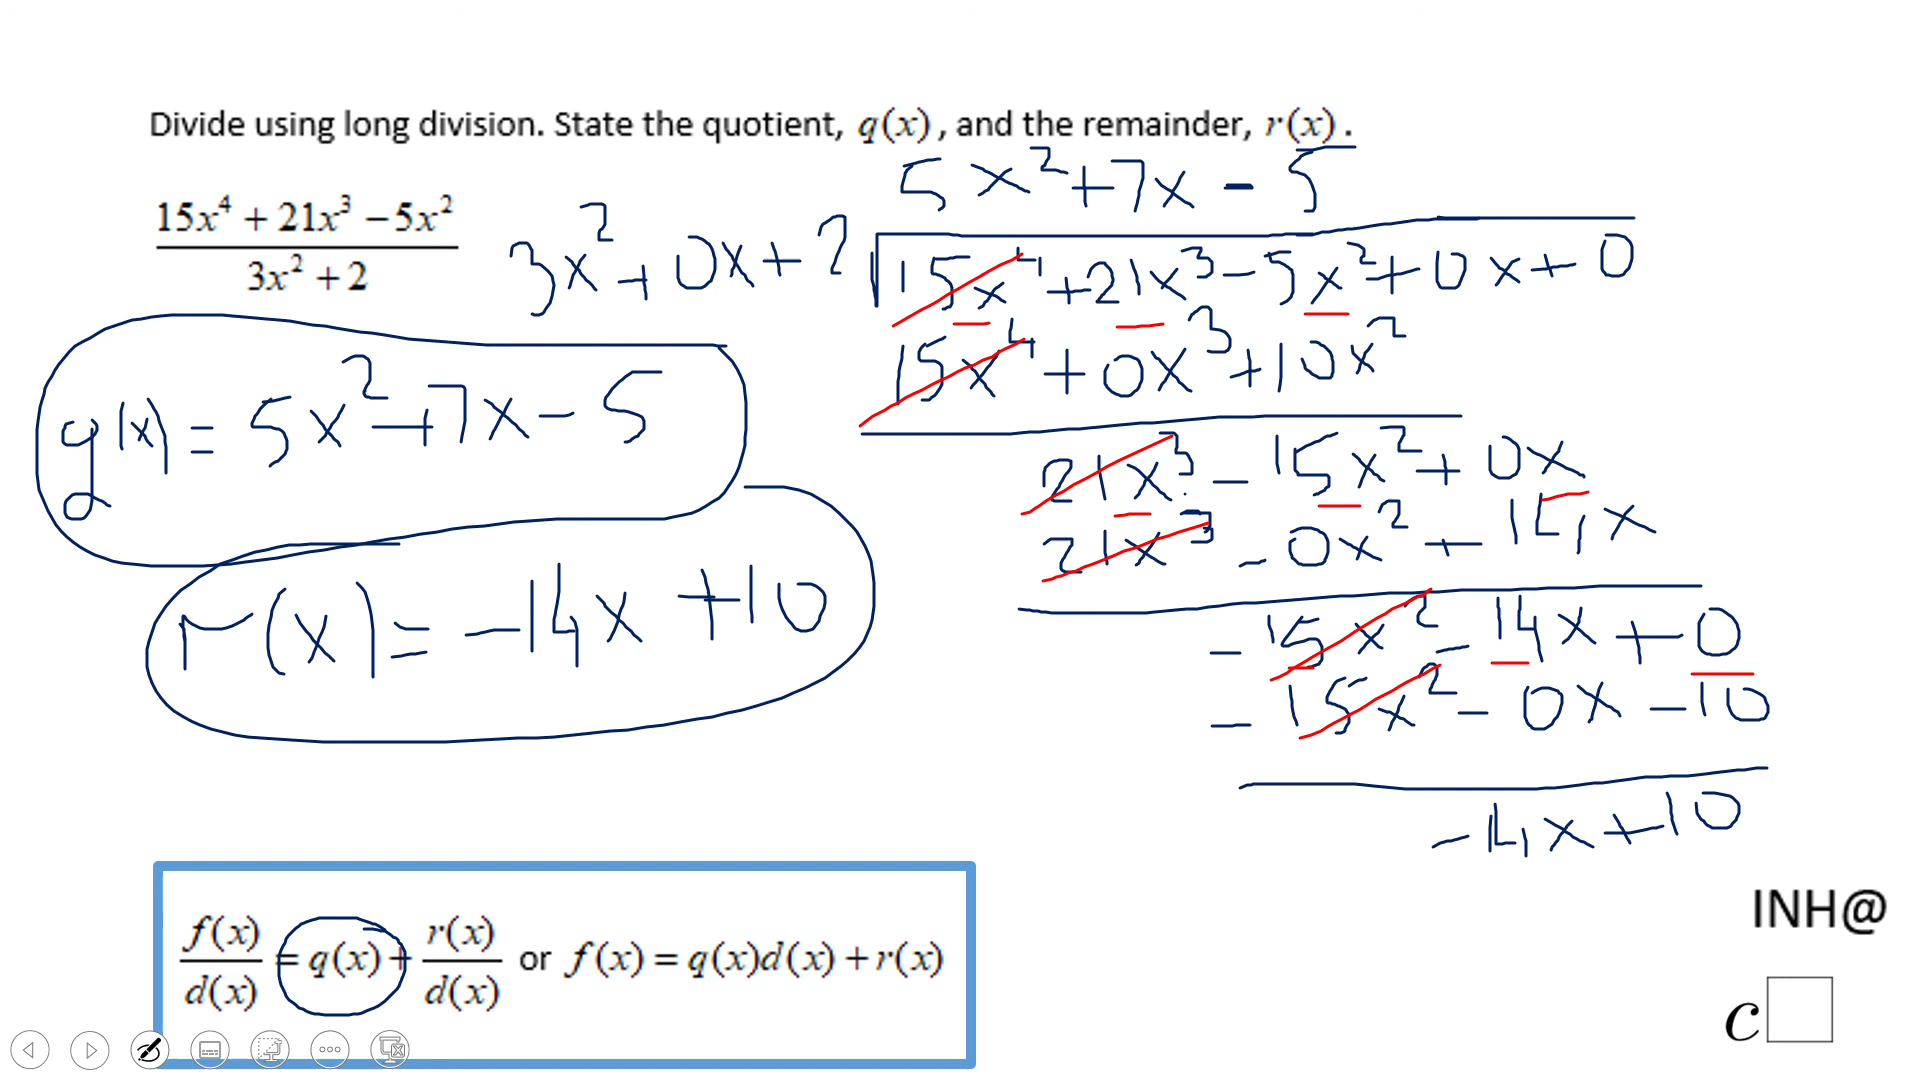 Divide using long division. State the quotient, q(x), and the remainder, r(x).
5x² + 7x - 5
15x⁴ + 21x³ - 5x²
3x² + 2
3x² + 0x + 2
15x⁴ + 21x³ - 5x² + 0x + 0
15x⁴ + 0x³ + 10x²
21x³ - 15x² + 0x
21x³ - 0x² + 14x
-15x² - 14x + 0
-15x² - 0x - 10
-14x + 10
q(x) = 5x² + 7x - 5
r(x) = -14x + 10
f(x)/d(x) = q(x) + r(x)/d(x) or f(x) = q(x)d(x) + r(x)
INH@
c